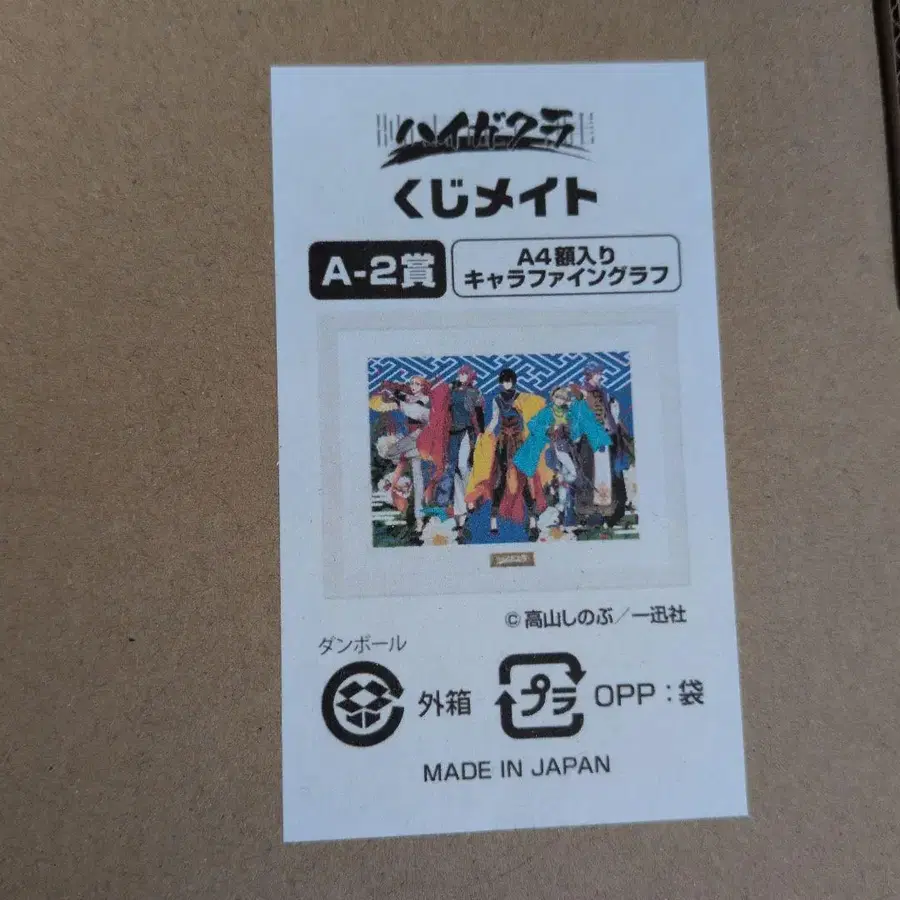 ハイガクラ
くじメイト
A-2賞
A4額入り
キャラファイングラフ
©高山しのぶ/一迅社
ダンボール
外箱
プラ
OPP:袋
MADE IN JAPAN